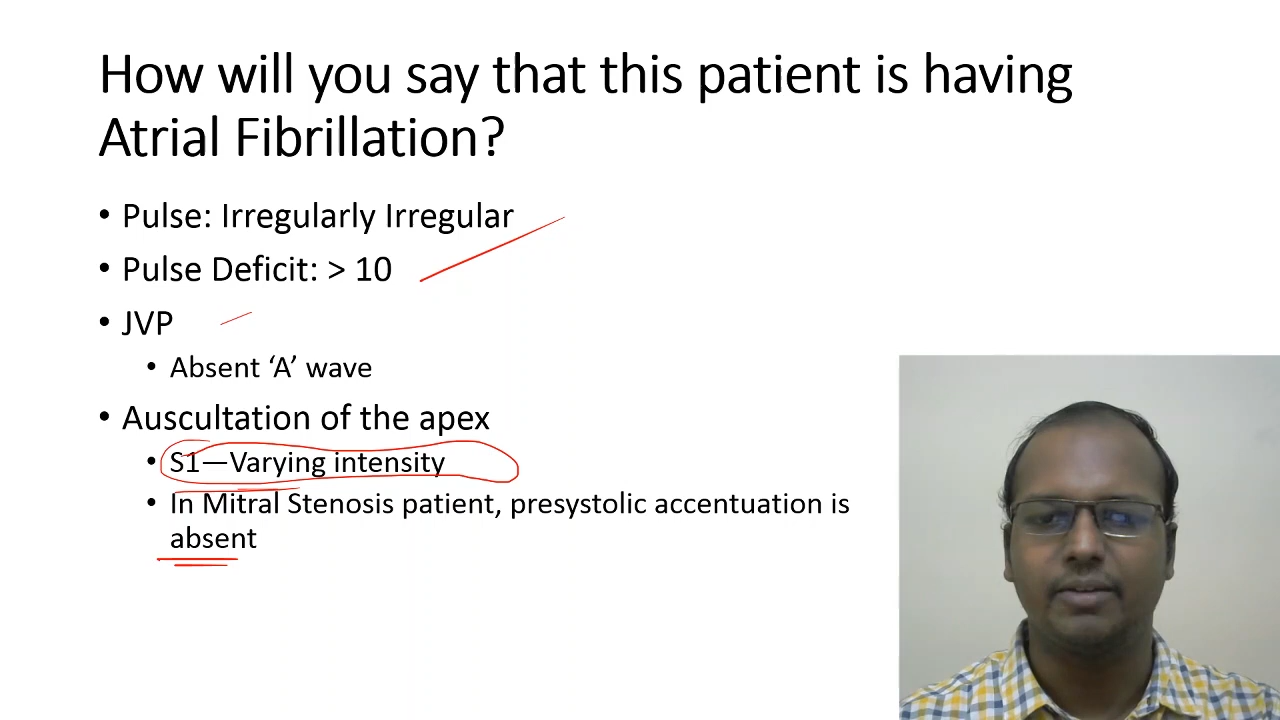 How will you say that this patient is having
Atrial Fibrillation?
• Pulse: Irregularly Irregular
• Pulse Deficit: > 10
• JVP
• Absent ‘A’ wave
• Auscultation of the apex
• S1—Varying intensity
• In Mitral Stenosis patient, presystolic accentuation is
absent